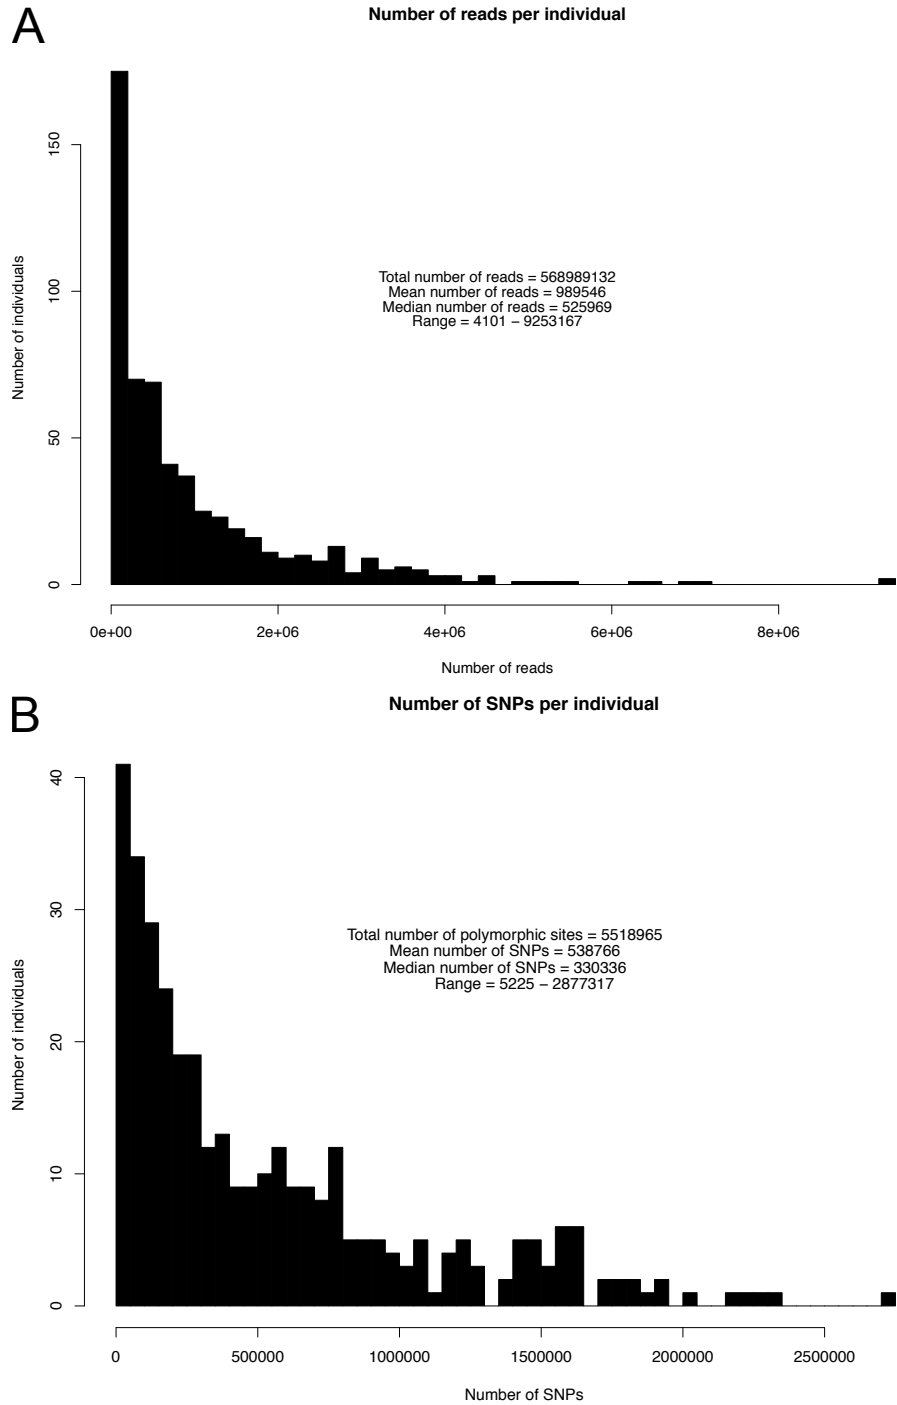 A
Number of reads per individual
150
100
50
0
Number of individuals
Total number of reads = 568989132
Mean number of reads = 989546
Median number of reads = 525969
Range = 4101 − 9253167
0e+00 2e+06 4e+06 6e+06 8e+06
Number of reads
B
Number of SNPs per individual
40
30
20
10
0
Number of individuals
Total number of polymorphic sites = 5518965
Mean number of SNPs = 538766
Median number of SNPs = 330336
Range = 5225 − 2877317
0 500000 1000000 1500000 2000000 2500000
Number of SNPs